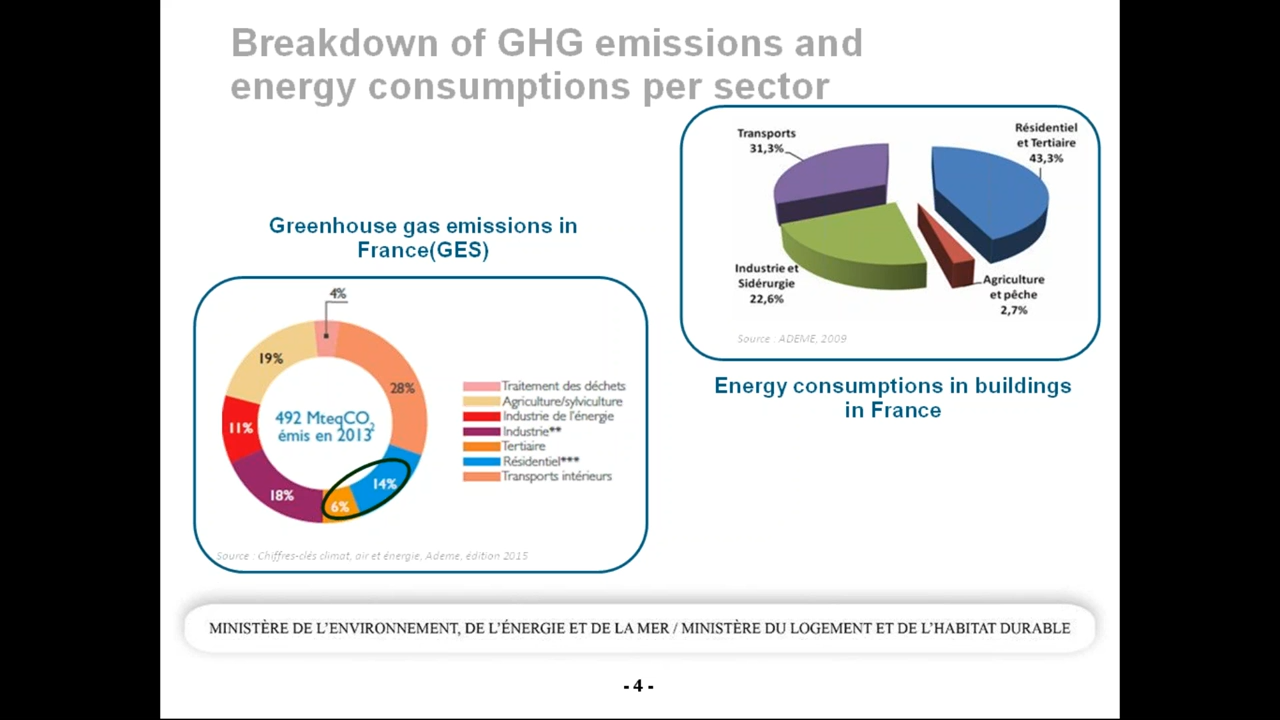 Breakdown of GHG emissions and
energy consumptions per sector
Greenhouse gas emissions in
France(GES)
4%
19%
28%
11%
492 MteqCO2
émis en 2013
18%
14%
6%
Traitement des déchets
Agriculture/sylviculture
Industrie de l'énergie
Industrie**
Tertiaire
Résidentiel***
Transports intérieurs
Source : Chiffres-clés climat, air et énergie, Ademe, édition 2015
Transports
31,3%
Résidentiel
et Tertiaire
43,3%
Industrie et
Sidérurgie
22,6%
Agriculture
et pêche
2,7%
Source : ADEME, 2009
Energy consumptions in buildings
in France
MINISTÈRE DE L'ENVIRONNEMENT, DE L'ÉNERGIE ET DE LA MER / MINISTÈRE DU LOGEMENT ET DE L'HABITAT DURABLE
- 4 -